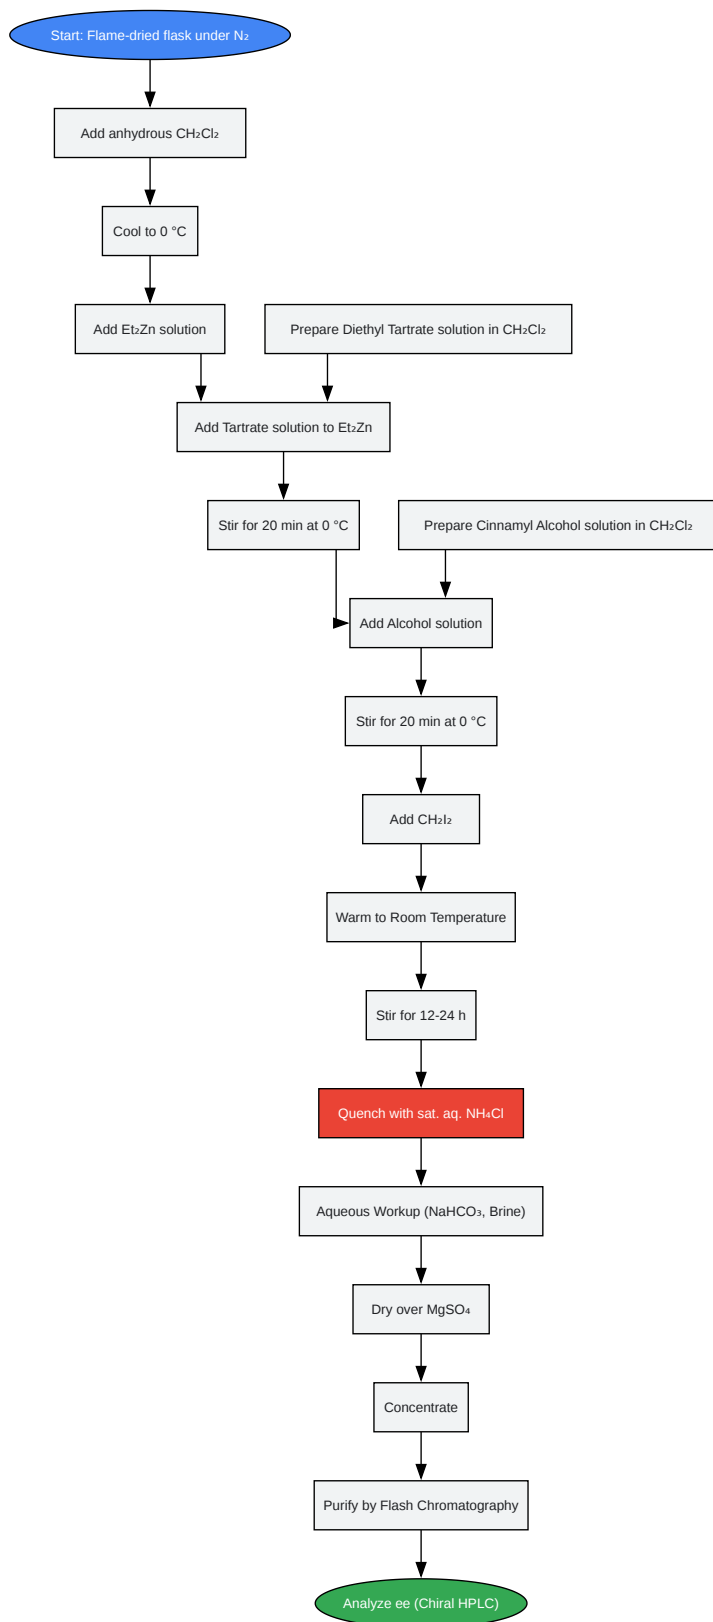 Start: Flame-dried flask under N₂
Add anhydrous CH₂Cl₂
Cool to 0 °C
Add Et₂Zn solution
Prepare Diethyl Tartrate solution in CH₂Cl₂
Add Tartrate solution to Et₂Zn
Stir for 20 min at 0 °C
Prepare Cinnamyl Alcohol solution in CH₂Cl₂
Add Alcohol solution
Stir for 20 min at 0 °C
Add CH₂I₂
Warm to Room Temperature
Stir for 12-24 h
Quench with sat. aq. NH₄Cl
Aqueous Workup (NaHCO₃, Brine)
Dry over MgSO₄
Concentrate
Purify by Flash Chromatography
Analyze ee (Chiral HPLC)